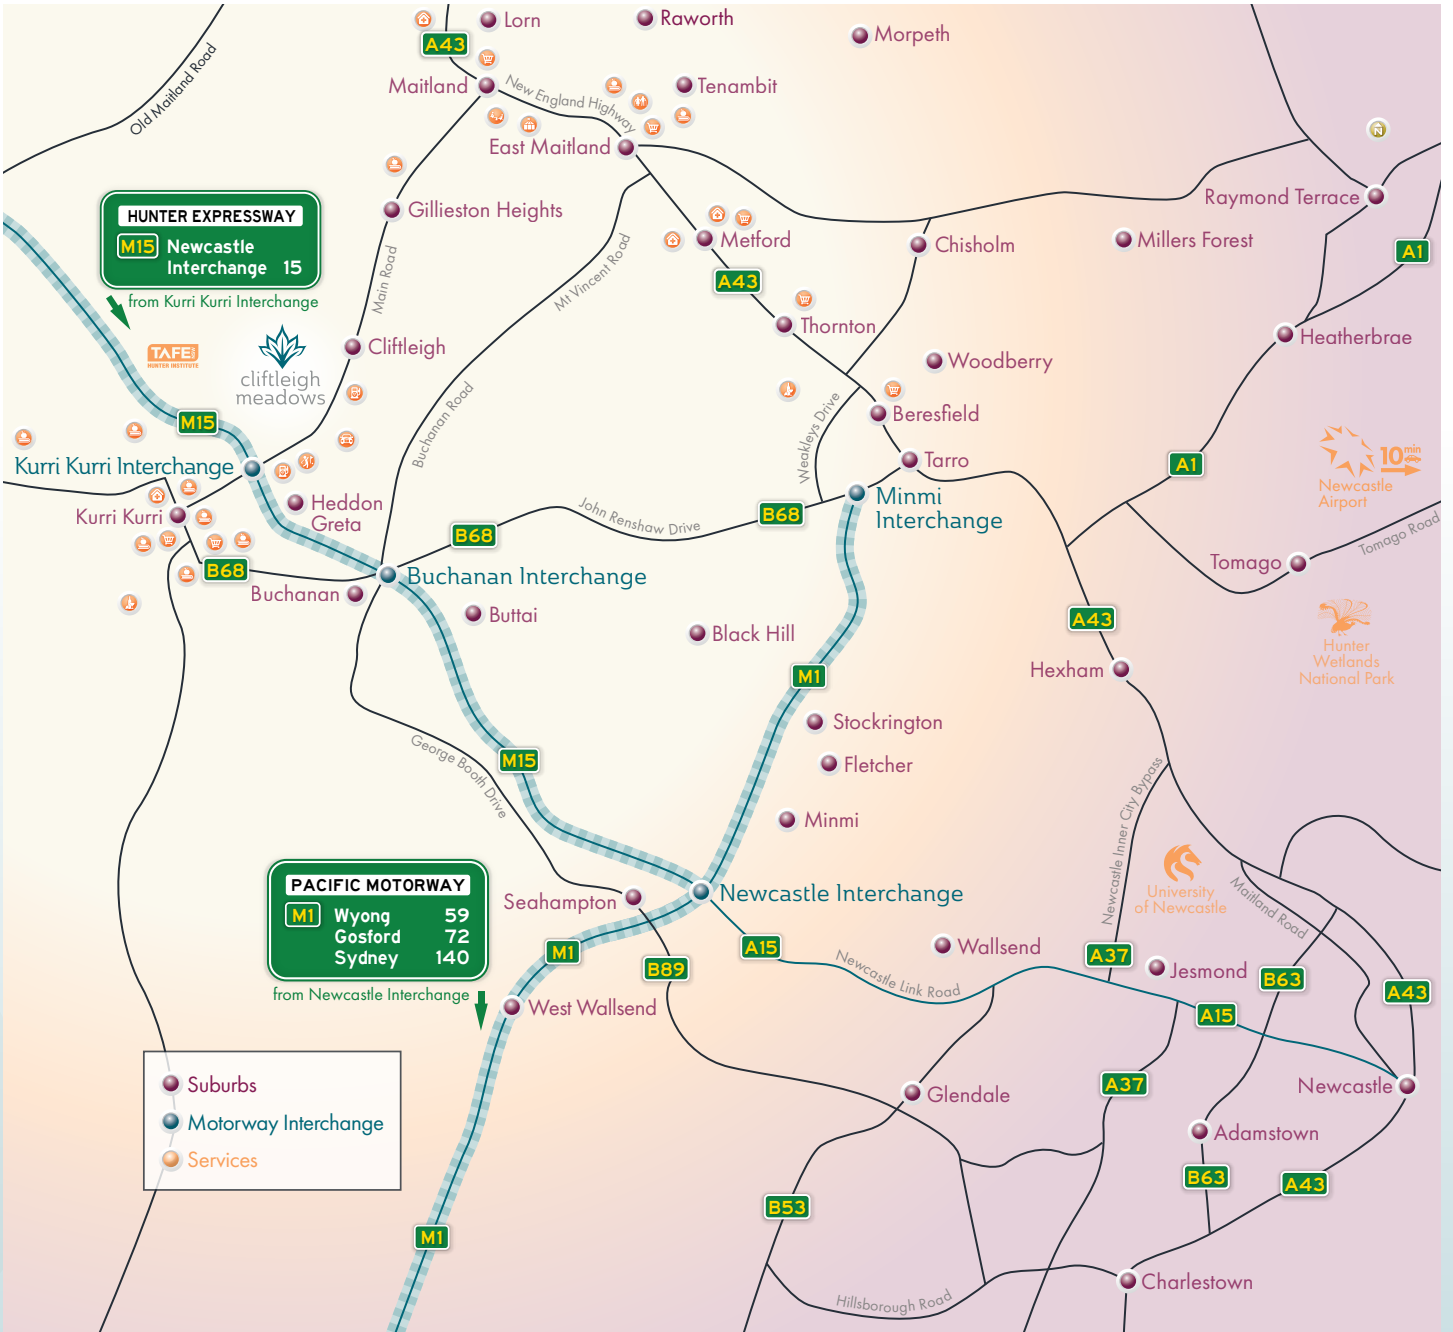 Lorn
Raworth
Morpeth
A43
Old Maitland Road
Maitland
New England Highway
Tenambit
East Maitland
Raymond Terrace
HUNTER EXPRESSWAY
M15 Newcastle
Interchange 15
from Kurri Kurri Interchange
Gillieston Heights
Metford
Chisholm
Millers Forest
A1
Main Road
Mt Vincent Road
A43
Thornton
Heatherbrae
TAFE
HUNTER INSTITUTE
cliftleigh
meadows
Cliftleigh
Woodberry
Buchanan Road
Weakleys Drive
Beresfield
M15
Kurri Kurri Interchange
Tarro
A1
10 min
Newcastle
Airport
Heddon
Greta
Kurri Kurri
Minmi
Interchange
John Renshaw Drive
B68
B68
Tomago Road
B68
Buchanan Interchange
Tomago
Buchanan
Buttai
Black Hill
A43
Hunter
Wetlands
National Park
Hexham
M1
Stockrington
George Booth Drive
M15
Fletcher
Newcastle Inner City Bypass
Minmi
PACIFIC MOTORWAY
M1 Wyong 59
Gosford 72
Sydney 140
from Newcastle Interchange
Seahampton
Newcastle Interchange
University
of Newcastle
Maitland Road
M1
A15
B89
Newcastle Link Road
Wallsend
A37
Jesmond
B63
A43
West Wallsend
A15
Suburbs
Motorway Interchange
Services
Glendale
A37
Newcastle
Adamstown
B53
B63
A43
M1
Charlestown
Hillsborough Road